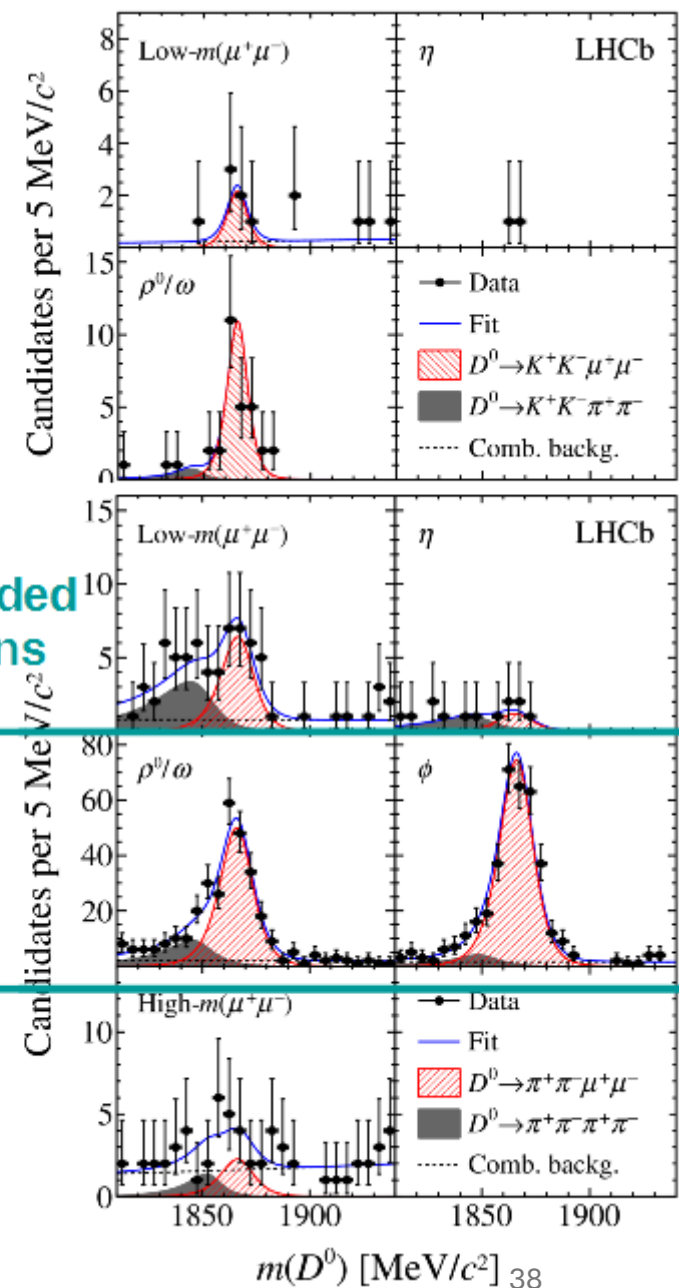 Low-m(μ⁺μ⁻) η LHCb
8
6
4
2
Candidates per 5 MeV/c²
ρ⁰/ω
15
10
5
0
Data
Fit
D⁰→K⁺K⁻μ⁺μ⁻
D⁰→K⁺K⁻π⁺π⁻
Comb. backg.
Low-m(μ⁺μ⁻) η LHCb
15
10
5
ded
ns
Candidates per 5 MeV/c²
ρ⁰/ω φ
80
60
40
20
High-m(μ⁺μ⁻)
10
5
0
Data
Fit
D⁰→π⁺π⁻μ⁺μ⁻
D⁰→π⁺π⁻π⁺π⁻
Comb. backg.
1850 1900 1850 1900
m(D⁰) [MeV/c²] 38